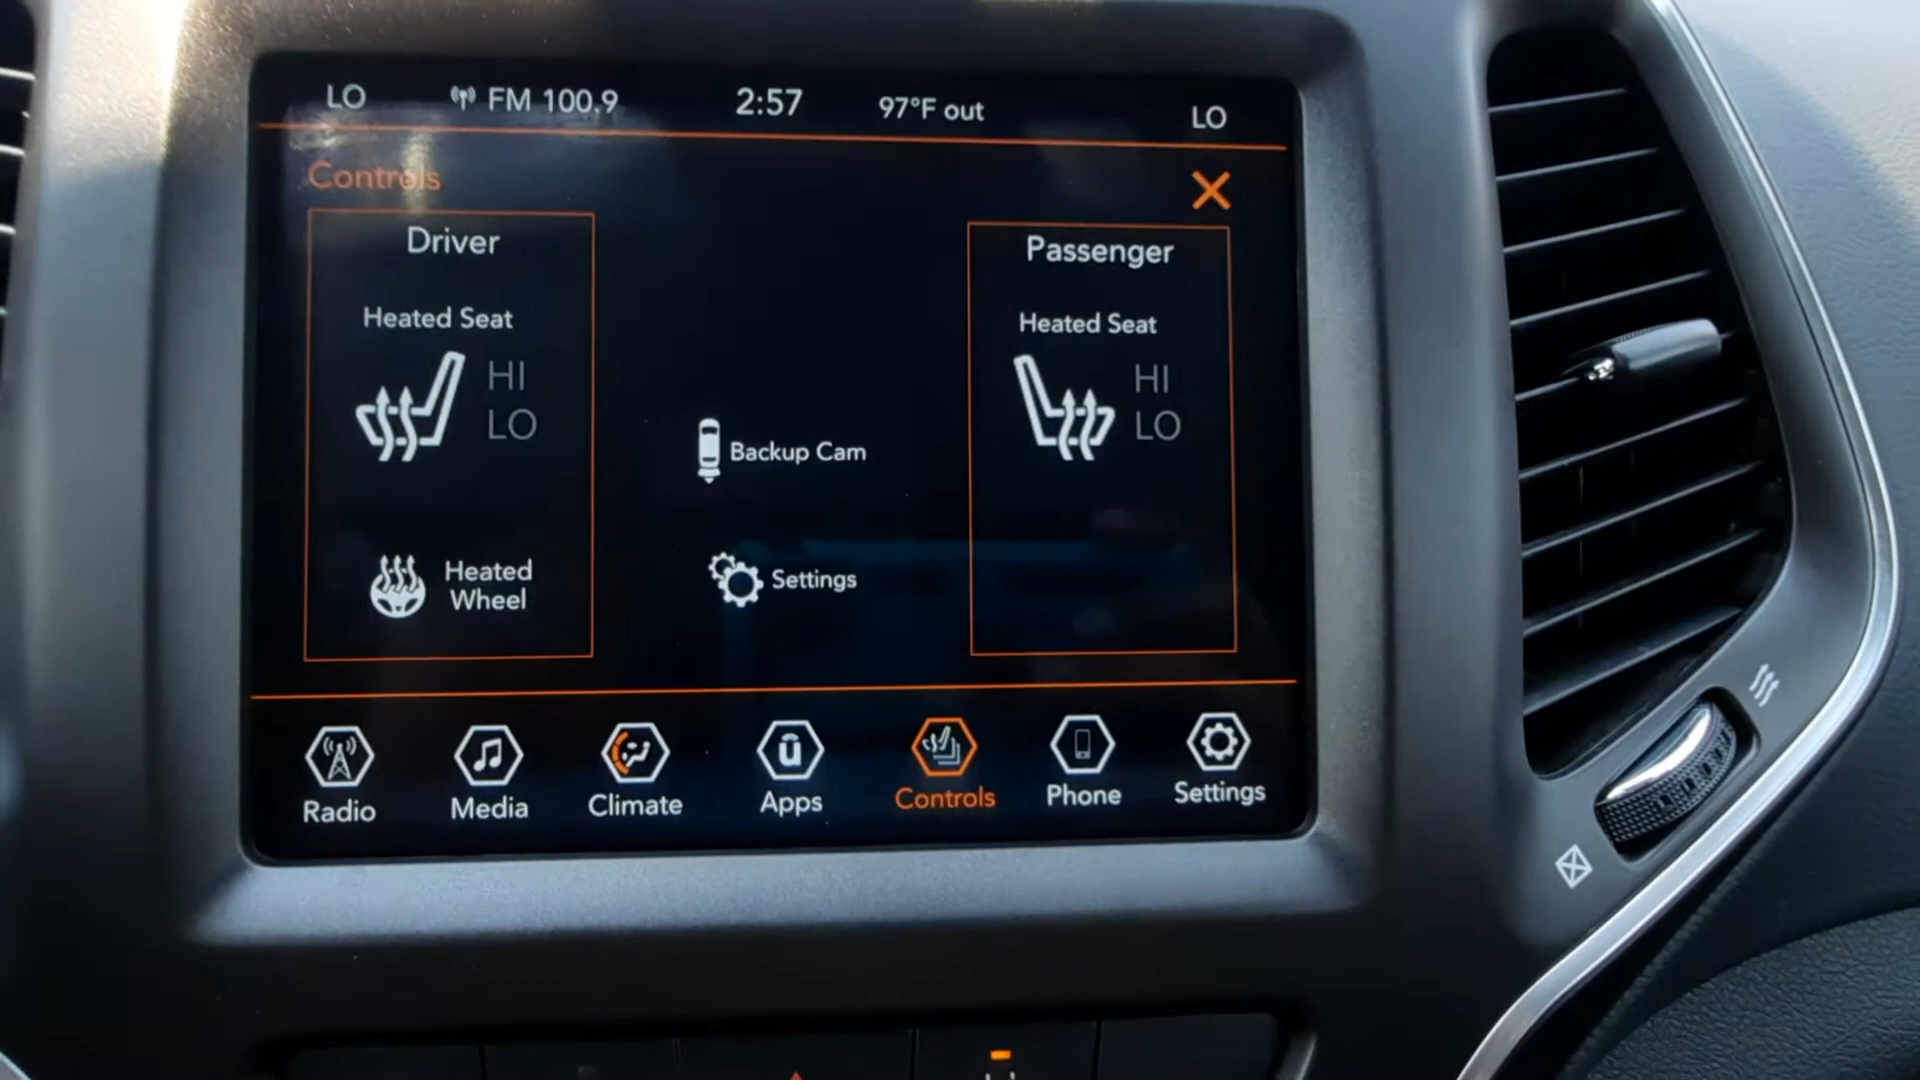 LO FM 100.9 2:57 97°F out LO
Controls
Driver
Heated Seat
HI
LO
Heated
Wheel
Backup Cam
Settings
Passenger
Heated Seat
HI
LO
Radio Media Climate Apps Controls Phone Settings